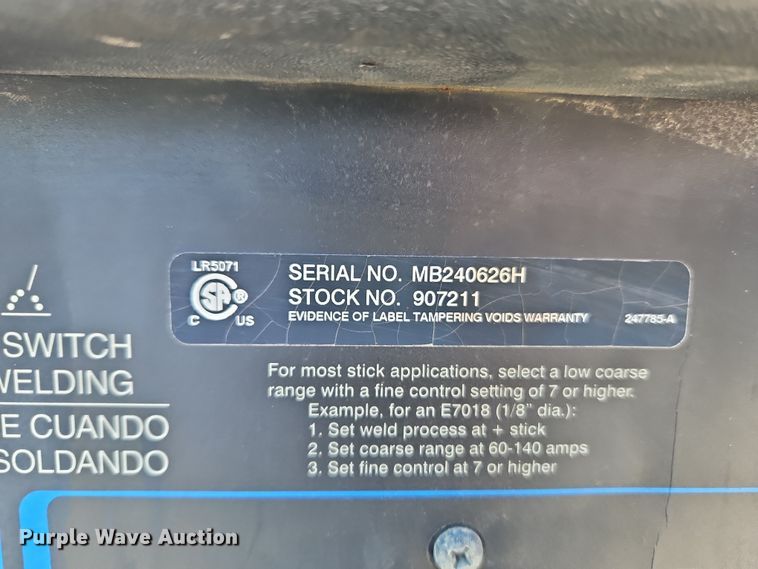 LR5071
SA
®
C US
SERIAL NO. MB240626H
STOCK NO. 907211
EVIDENCE OF LABEL TAMPERING VOIDS WARRANTY 247785-A
SWITCH
WELDING
E CUANDO
SOLDANDO
For most stick applications, select a low coarse
range with a fine control setting of 7 or higher.
Example, for an E7018 (1/8" dia.):
1. Set weld process at + stick
2. Set coarse range at 60-140 amps
3. Set fine control at 7 or higher
Purple Wave Auction